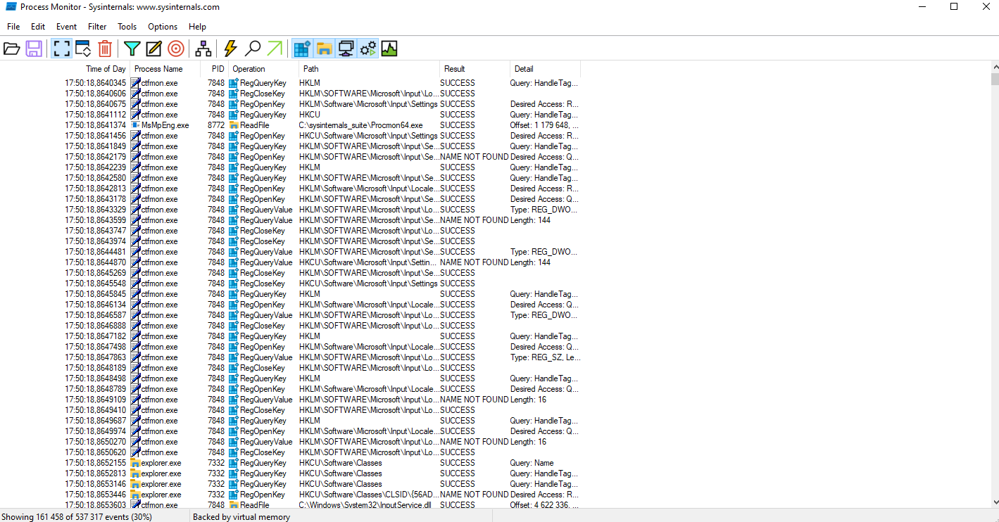 Process Monitor - Sysinternals: www.sysinternals.com
File Edit Event Filter Tools Options Help
Time of Day Process Name PID Operation Path Result Detail
17:50:18,8640345 ctfmon.exe 7848 RegQueryKey HKLM SUCCESS Query: HandleTag...
17:50:18,8640606 ctfmon.exe 7848 RegCloseKey HKLM\SOFTWARE\Microsoft\Input\Lo... SUCCESS
17:50:18,8640675 ctfmon.exe 7848 RegOpenKey HKLM\Software\Microsoft\Input\Settings SUCCESS Desired Access: R...
17:50:18,8641112 ctfmon.exe 7848 RegQueryKey HKCU SUCCESS Query: HandleTag...
17:50:18,8641374 MsMpEng.exe 8772 ReadFile C:\sysinternals_suite\Procmon64.exe SUCCESS Offset: 1 179 648, ...
17:50:18,8641456 ctfmon.exe 7848 RegOpenKey HKCU\Software\Microsoft\Input\Settings SUCCESS Desired Access: R...
17:50:18,8641849 ctfmon.exe 7848 RegQueryKey HKLM\SOFTWARE\Microsoft\Input\Se... SUCCESS Query: HandleTag...
17:50:18,8642179 ctfmon.exe 7848 RegOpenKey HKLM\SOFTWARE\Microsoft\Input\Se... NAME NOT FOUND Desired Access: Q...
17:50:18,8642239 ctfmon.exe 7848 RegQueryKey HKLM SUCCESS Query: HandleTag...
17:50:18,8642580 ctfmon.exe 7848 RegQueryKey HKLM\SOFTWARE\Microsoft\Input\Se... SUCCESS Query: HandleTag...
17:50:18,8642813 ctfmon.exe 7848 RegOpenKey HKLM\Software\Microsoft\Input\Locale... SUCCESS Desired Access: R...
17:50:18,8643178 ctfmon.exe 7848 RegOpenKey HKLM\SOFTWARE\Microsoft\Input\Se... SUCCESS Desired Access: Q...
17:50:18,8643329 ctfmon.exe 7848 RegQueryValue HKLM\SOFTWARE\Microsoft\Input\Lo... SUCCESS Type: REG_DWO...
17:50:18,8643599 ctfmon.exe 7848 RegQueryValue HKLM\SOFTWARE\Microsoft\Input\Se... NAME NOT FOUND Length: 144
17:50:18,8643747 ctfmon.exe 7848 RegCloseKey HKLM\SOFTWARE\Microsoft\Input\Lo... SUCCESS
17:50:18,8643974 ctfmon.exe 7848 RegCloseKey HKLM\SOFTWARE\Microsoft\Input\Se... SUCCESS
17:50:18,8644481 ctfmon.exe 7848 RegQueryValue HKLM\SOFTWARE\Microsoft\Input\Se... SUCCESS Type: REG_DWO...
17:50:18,8644870 ctfmon.exe 7848 RegQueryValue HKCU\Software\Microsoft\Input\Settin... NAME NOT FOUND Length: 144
17:50:18,8645269 ctfmon.exe 7848 RegCloseKey HKLM\SOFTWARE\Microsoft\Input\Se... SUCCESS
17:50:18,8645548 ctfmon.exe 7848 RegCloseKey HKCU\Software\Microsoft\Input\Settings SUCCESS
17:50:18,8645845 ctfmon.exe 7848 RegQueryKey HKLM SUCCESS Query: HandleTag...
17:50:18,8646134 ctfmon.exe 7848 RegOpenKey HKLM\Software\Microsoft\Input\Locale... SUCCESS Desired Access: Q...
17:50:18,8646587 ctfmon.exe 7848 RegQueryValue HKLM\SOFTWARE\Microsoft\Input\Lo... SUCCESS Type: REG_DWO...
17:50:18,8646888 ctfmon.exe 7848 RegCloseKey HKLM\SOFTWARE\Microsoft\Input\Lo... SUCCESS
17:50:18,8647182 ctfmon.exe 7848 RegQueryKey HKLM SUCCESS Query: HandleTag...
17:50:18,8647498 ctfmon.exe 7848 RegOpenKey HKLM\Software\Microsoft\Input\Locale... SUCCESS Desired Access: Q...
17:50:18,8647863 ctfmon.exe 7848 RegQueryValue HKLM\SOFTWARE\Microsoft\Input\Lo... SUCCESS Type: REG_SZ, Le...
17:50:18,8648189 ctfmon.exe 7848 RegCloseKey HKLM\SOFTWARE\Microsoft\Input\Lo... SUCCESS
17:50:18,8648498 ctfmon.exe 7848 RegQueryKey HKLM SUCCESS Query: HandleTag...
17:50:18,8648789 ctfmon.exe 7848 RegOpenKey HKLM\Software\Microsoft\Input\Locale... SUCCESS Desired Access: Q...
17:50:18,8649109 ctfmon.exe 7848 RegQueryValue HKLM\SOFTWARE\Microsoft\Input\Lo... NAME NOT FOUND Length: 16
17:50:18,8649410 ctfmon.exe 7848 RegCloseKey HKLM\SOFTWARE\Microsoft\Input\Lo... SUCCESS
17:50:18,8649687 ctfmon.exe 7848 RegQueryKey HKLM SUCCESS Query: HandleTag...
17:50:18,8649974 ctfmon.exe 7848 RegOpenKey HKLM\Software\Microsoft\Input\Locale... SUCCESS Desired Access: Q...
17:50:18,8650270 ctfmon.exe 7848 RegQueryValue HKLM\SOFTWARE\Microsoft\Input\Lo... NAME NOT FOUND Length: 16
17:50:18,8650620 ctfmon.exe 7848 RegCloseKey HKLM\SOFTWARE\Microsoft\Input\Lo... SUCCESS
17:50:18,8652155 explorer.exe 7332 RegQueryKey HKCU\Software\Classes SUCCESS Query: Name
17:50:18,8652813 explorer.exe 7332 RegQueryKey HKCU\Software\Classes SUCCESS Query: HandleTag...
17:50:18,8653146 explorer.exe 7332 RegQueryKey HKCU\Software\Classes SUCCESS Query: HandleTag...
17:50:18,8653446 explorer.exe 7332 RegOpenKey HKCU\Software\Classes\CLSID\{56AD... NAME NOT FOUND Desired Access: R...
17:50:18,8653603 ctfmon.exe 7848 ReadFile C:\Windows\System32\InputService.dll SUCCESS Offset: 4 622 336, ...
Showing 161 458 of 537 317 events (30%) Backed by virtual memory